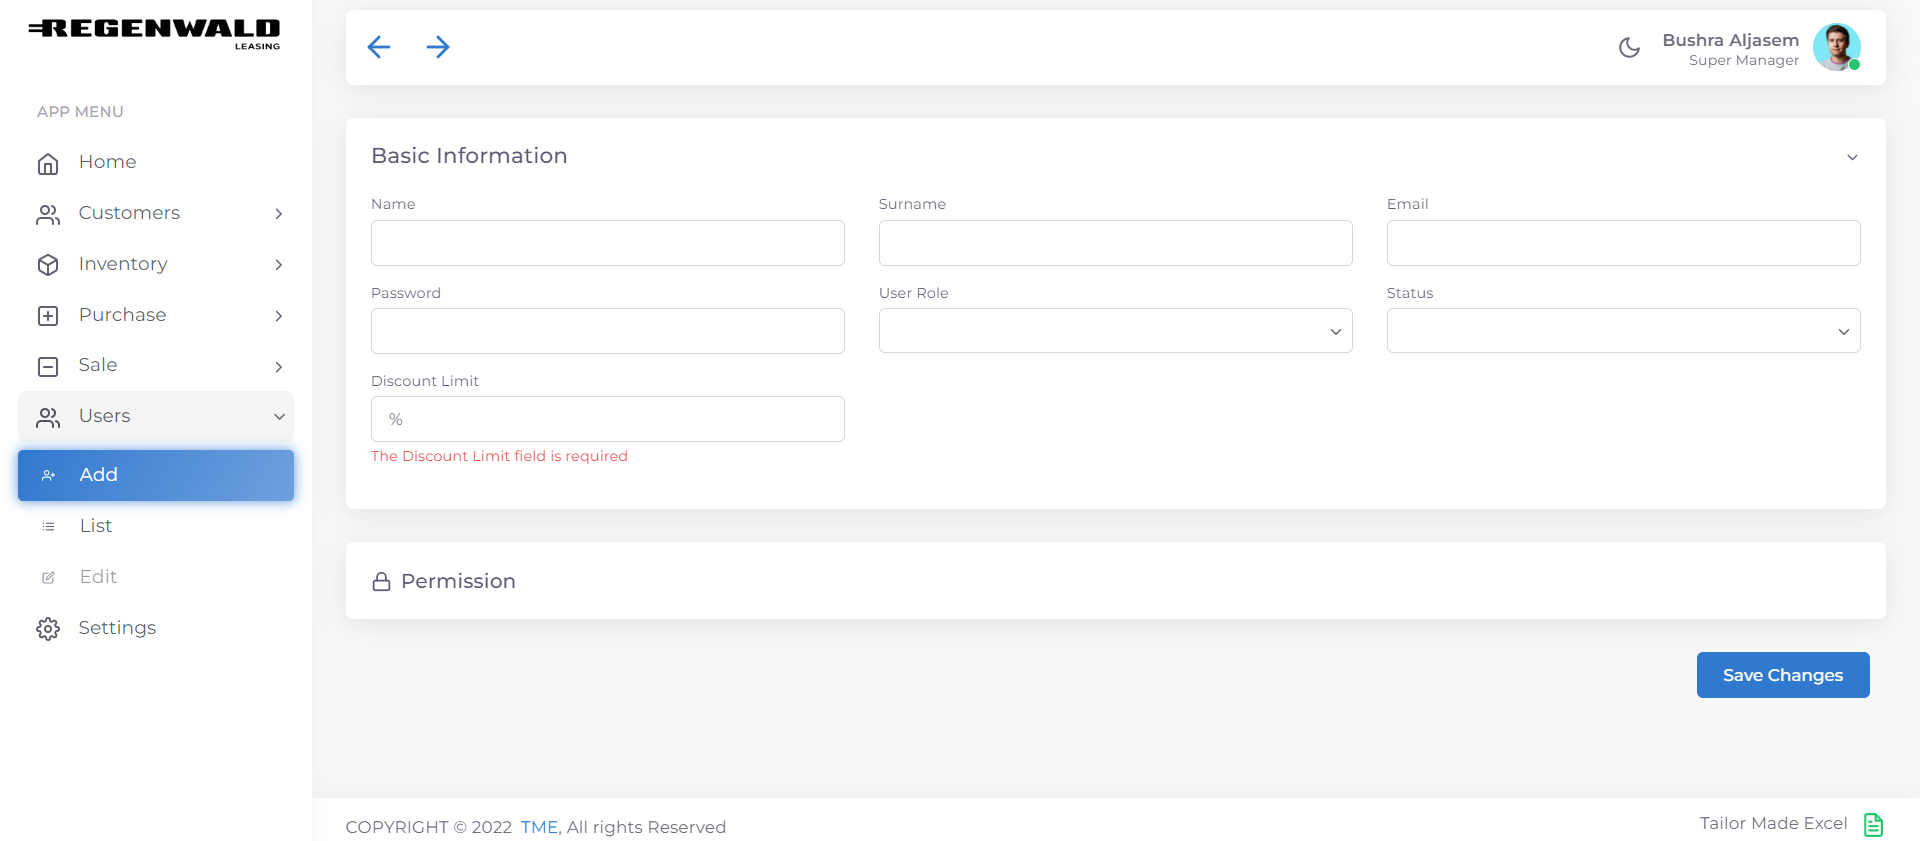 REGENWALD
LEASING
APP MENU
Home
Customers
Inventory
Purchase
Sale
Users
Add
List
Edit
Settings
Bushra Aljasem
Super Manager
Basic Information
Name
Surname
Email
Password
User Role
Status
Discount Limit
%
The Discount Limit field is required
Permission
Save Changes
COPYRIGHT © 2022 TME, All rights Reserved
Tailor Made Excel